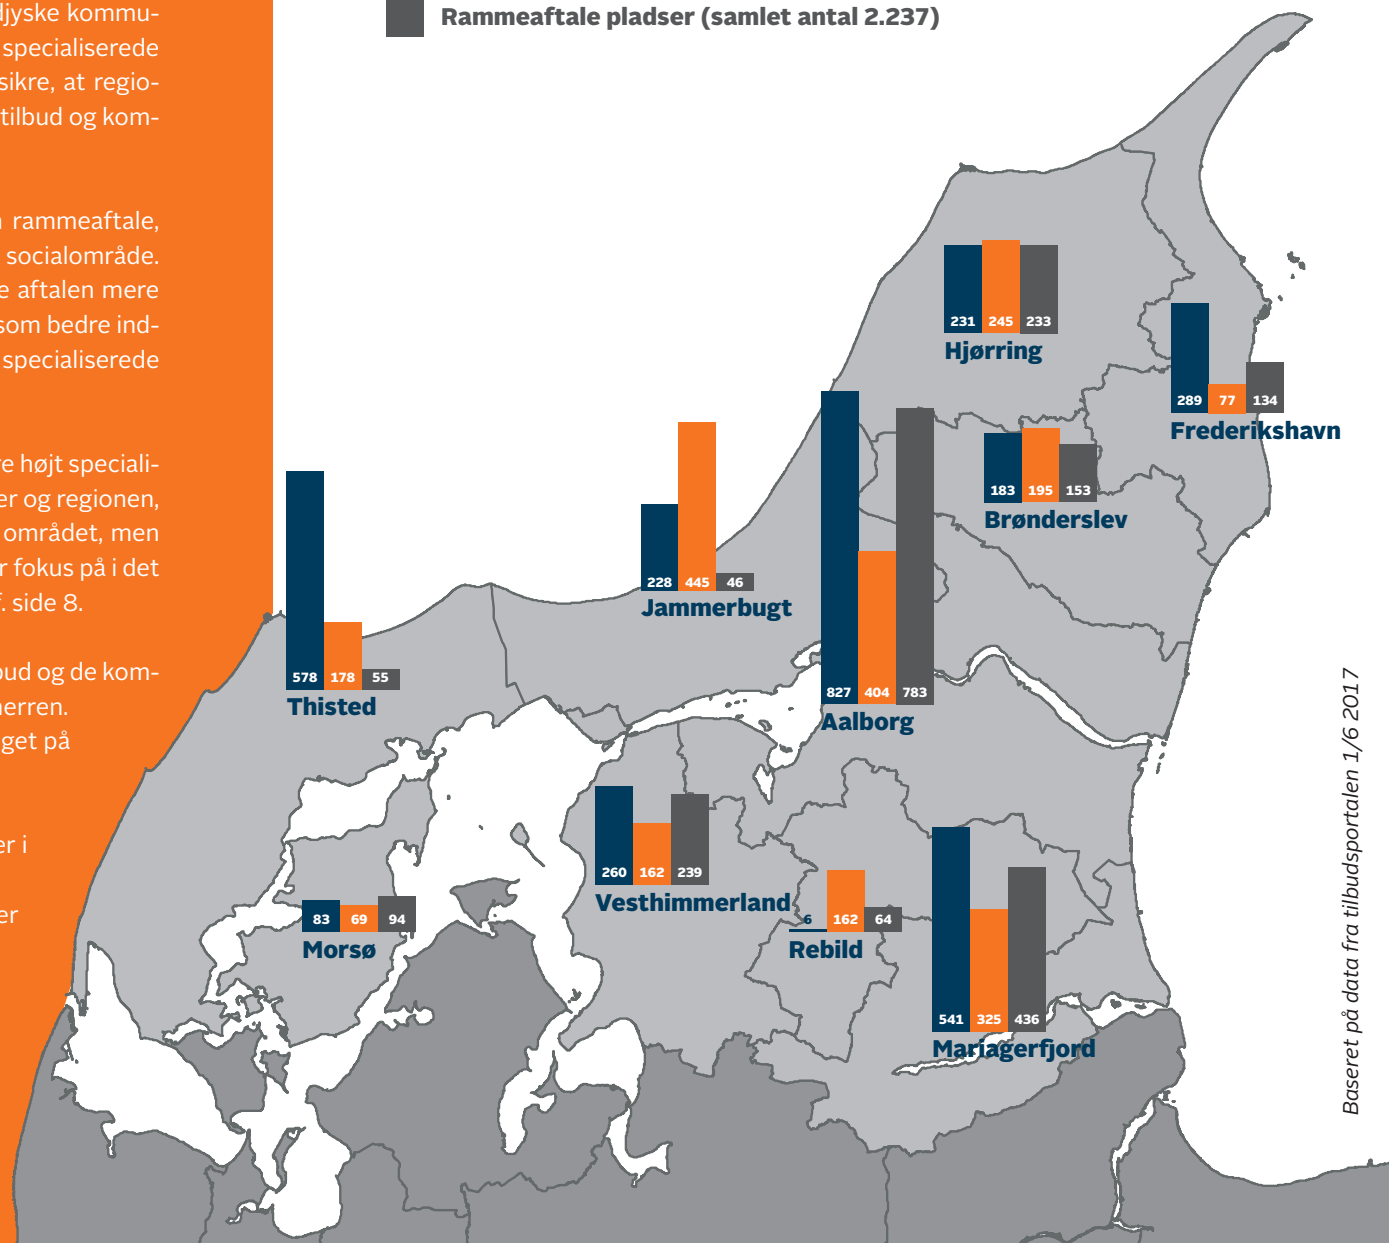 djyske kommu-
specialiserede
sikre, at regio-
tilbud og kom-
rammeaftale,
socialområde.
e aftalen mere
som bedre ind-
specialiserede
re højt speciali-
er og regionen,
området, men
r fokus på i det
f. side 8.
bud og de kom-
herren.
get på
er i
er
Rammeaftale pladser (samlet antal 2.237)
231 245 233
Hjørring
289 77 134
Frederikshavn
183 195 153
Brønderslev
228 445 46
Jammerbugt
578 178 55
Thisted
827 404 783
Aalborg
260 162 239
Vesthimmerland
83 69 94
Morsø
6 162 64
Rebild
541 325 436
Mariagerfjord
Baseret på data fra tilbudsportalen 1/6 2017